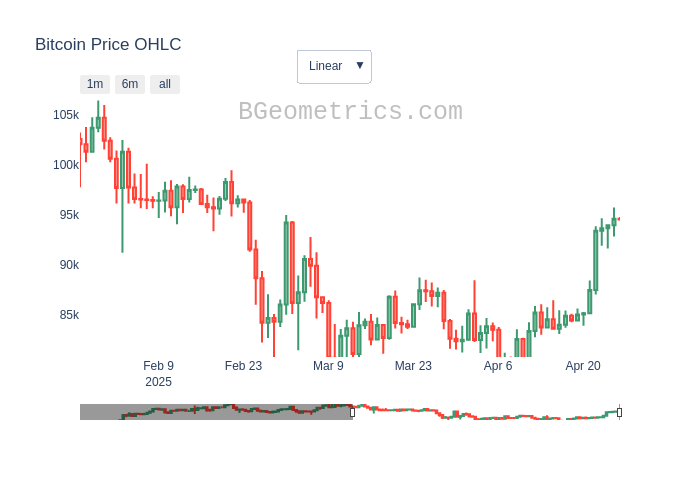 Bitcoin Price OHLC
Linear ▼
1m 6m all
BGeometrics.com
105k
100k
95k
90k
85k
Feb 9 Feb 23 Mar 9 Mar 23 Apr 6 Apr 20
2025